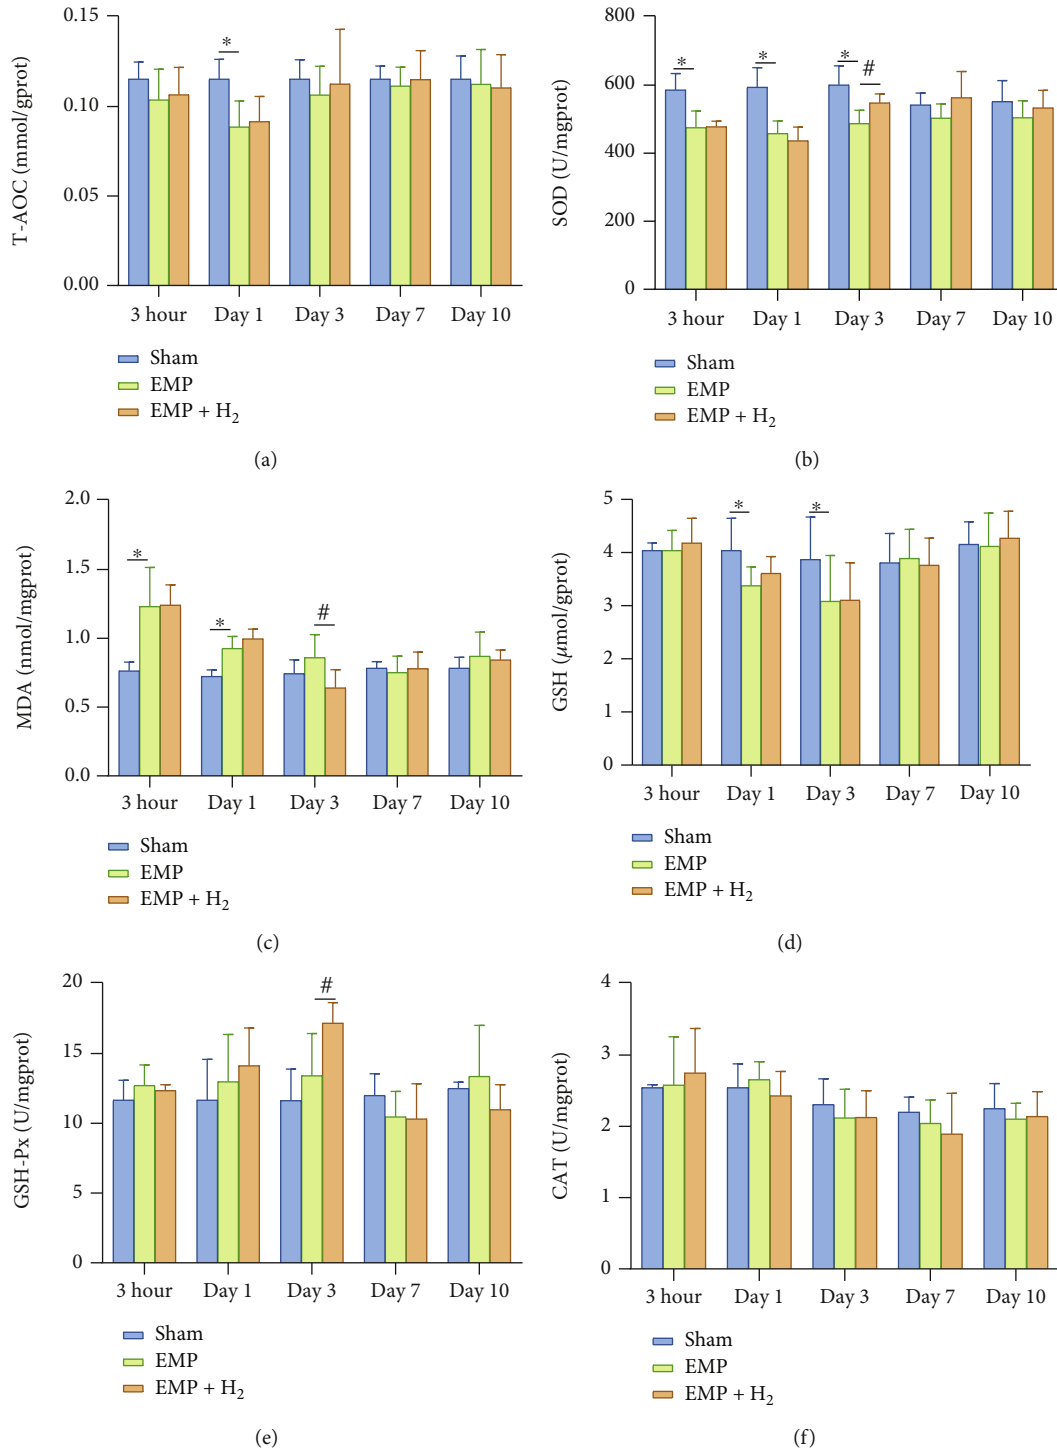 T-AOC (mmol/gprot)
0.15
0.10
0.05
0.00
*
3 hour Day 1 Day 3 Day 7 Day 10
Sham
EMP
EMP + H₂
(a)
SOD (U/mgprot)
800
600
400
200
0
* * * #
3 hour Day 1 Day 3 Day 7 Day 10
Sham
EMP
EMP + H₂
(b)
MDA (nmol/mgprot)
2.0
1.5
1.0
0.5
0.0
* * #
3 hour Day 1 Day 3 Day 7 Day 10
Sham
EMP
EMP + H₂
(c)
GSH (μmol/gprot)
5
4
3
2
1
0
* *
3 hour Day 1 Day 3 Day 7 Day 10
Sham
EMP
EMP + H₂
(d)
GSH-Px (U/mgprot)
20
15
10
5
0
#
3 hour Day 1 Day 3 Day 7 Day 10
Sham
EMP
EMP + H₂
(e)
CAT (U/mgprot)
4
3
2
1
0
3 hour Day 1 Day 3 Day 7 Day 10
Sham
EMP
EMP + H₂
(f)